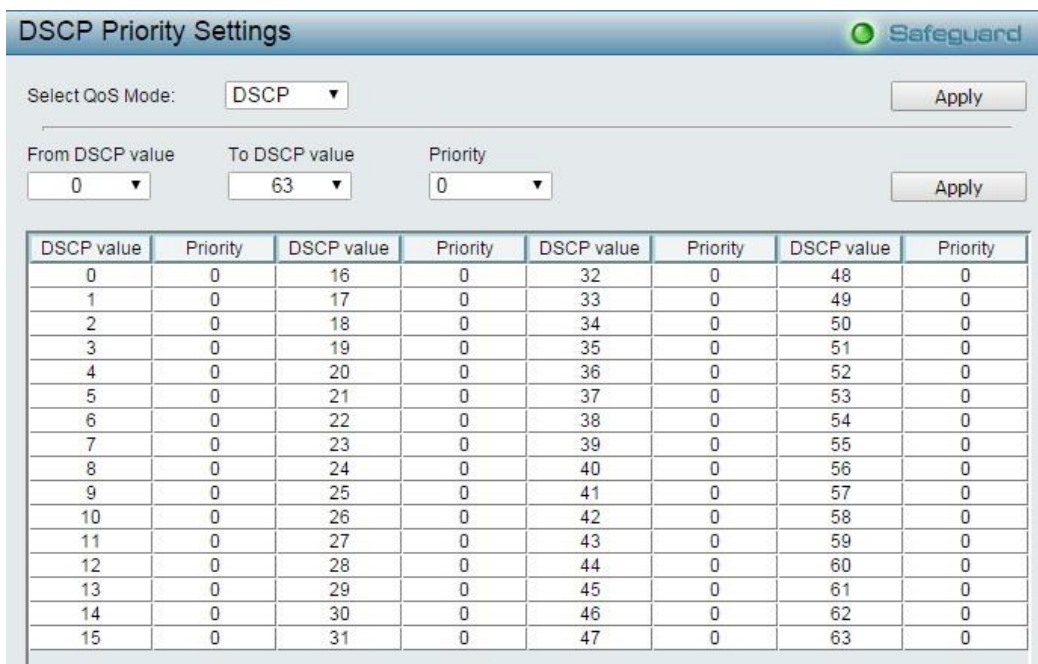 DSCP Priority Settings Safeguard
Select QoS Mode: DSCP Apply
From DSCP value To DSCP value Priority
0 63 0 Apply
DSCP value Priority DSCP value Priority DSCP value Priority DSCP value Priority
0 0 16 0 32 0 48 0
1 0 17 0 33 0 49 0
2 0 18 0 34 0 50 0
3 0 19 0 35 0 51 0
4 0 20 0 36 0 52 0
5 0 21 0 37 0 53 0
6 0 22 0 38 0 54 0
7 0 23 0 39 0 55 0
8 0 24 0 40 0 56 0
9 0 25 0 41 0 57 0
10 0 26 0 42 0 58 0
11 0 27 0 43 0 59 0
12 0 28 0 44 0 60 0
13 0 29 0 45 0 61 0
14 0 30 0 46 0 62 0
15 0 31 0 47 0 63 0